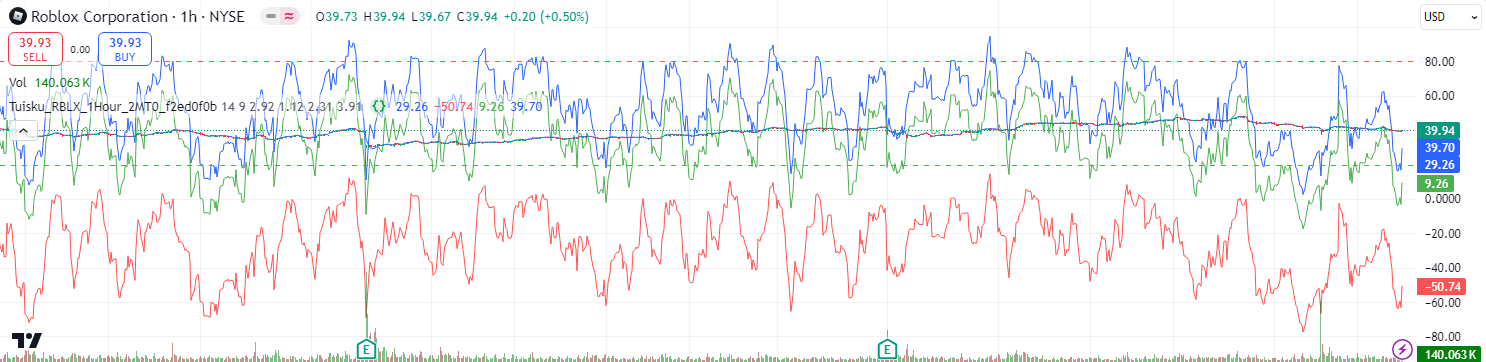 Roblox Corporation · 1h · NYSE O39.73 H39.94 L39.67 C39.94 +0.20 (+0.50%)
USD
39.93
SELL
0.00
39.93
BUY
Vol 140.063 K
Tuisku_RBLX_1Hour_2MT0_f2ed0f0b 14 9 2.92 1.12 2.31 3.91 29.26 −50.74 9.26 39.70
80.00
60.00
39.94
39.70
29.26
9.26
0.0000
−20.00
−40.00
−50.74
−60.00
−80.00
140.063 K
E
E